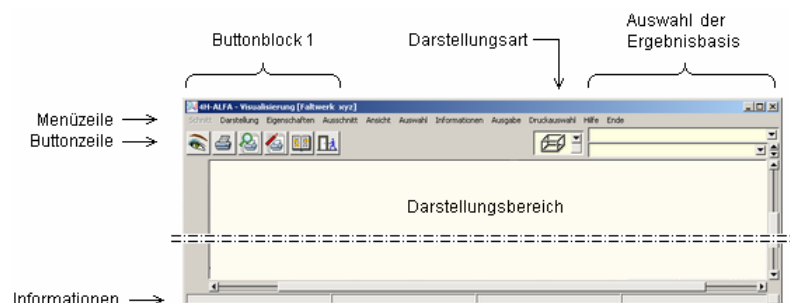 Auswahl der
Buttonblock 1 Darstellungsart Ergebnisbasis
4H-ALFA - Visualisierung [Faltwerk xyz]
Menüzeile Schnitt Darstellung Eigenschaften Ausschnitt Ansicht Auswahl Informationen Ausgabe Druckauswahl Hilfe Ende
Buttonzeile
Darstellungsbereich
Informationen